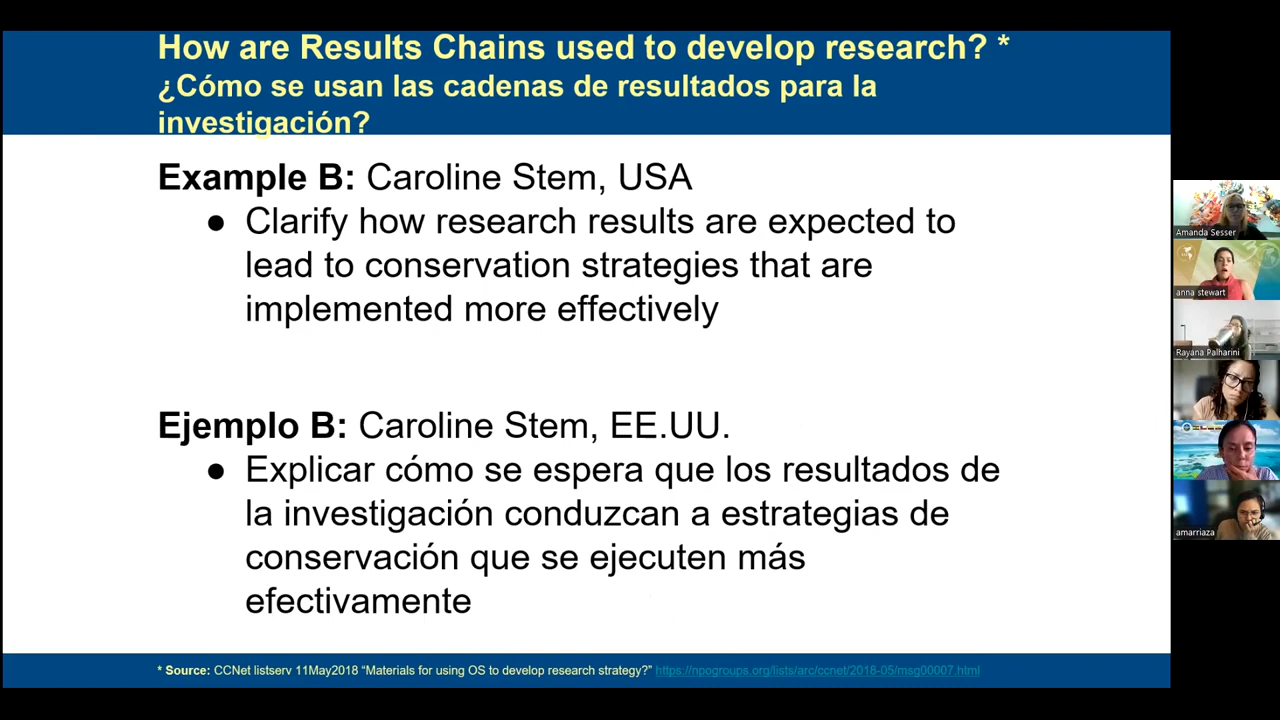 How are Results Chains used to develop research? *
¿Cómo se usan las cadenas de resultados para la
investigación?
Example B: Caroline Stem, USA
● Clarify how research results are expected to
lead to conservation strategies that are
implemented more effectively
Ejemplo B: Caroline Stem, EE.UU.
● Explicar cómo se espera que los resultados de
la investigación conduzcan a estrategias de
conservación que se ejecuten más
efectivamente
* Source: CCNet listserv 11May2018 “Materials for using OS to develop research strategy?” https://npogroups.org/lists/arc/ccnet/2018-05/msg00007.html
Amanda Sesser
anna stewart
Rayana Palharini
amarriaza